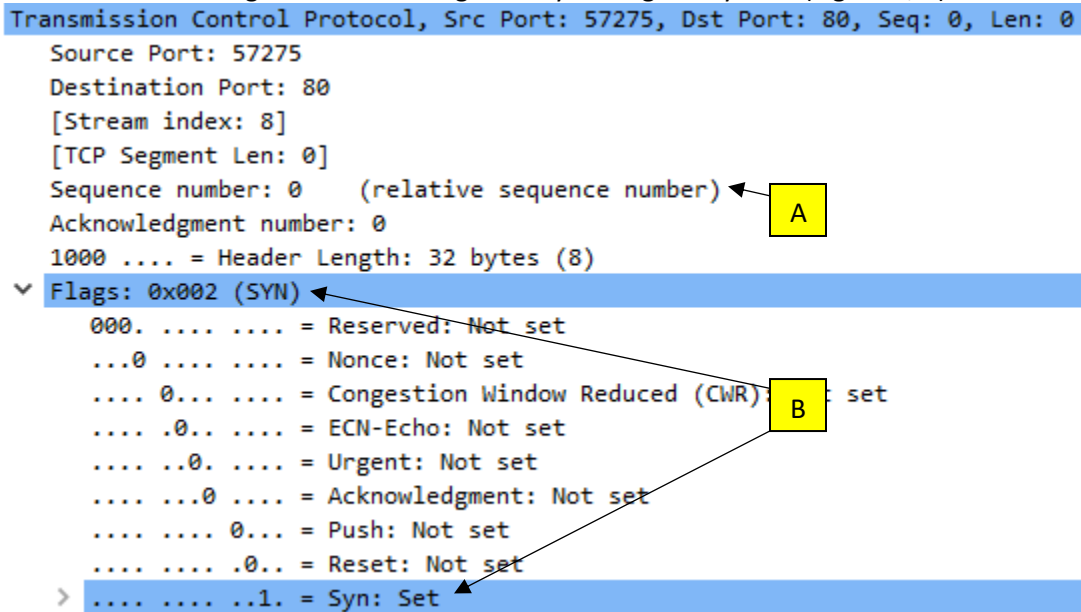 Transmission Control Protocol, Src Port: 57275, Dst Port: 80, Seq: 0, Len: 0
Source Port: 57275
Destination Port: 80
[Stream index: 8]
[TCP Segment Len: 0]
Sequence number: 0    (relative sequence number)
A
Acknowledgment number: 0
1000 .... = Header Length: 32 bytes (8)
Flags: 0x002 (SYN)
000. .... .... = Reserved: Not set
...0 .... .... = Nonce: Not set
.... 0... .... = Congestion Window Reduced (CWR): set
B
.... .0.. .... = ECN-Echo: Not set
.... ..0. .... = Urgent: Not set
.... ...0 .... = Acknowledgment: Not set
.... .... 0... = Push: Not set
.... .... .0.. = Reset: Not set
.... .... ..1. = Syn: Set